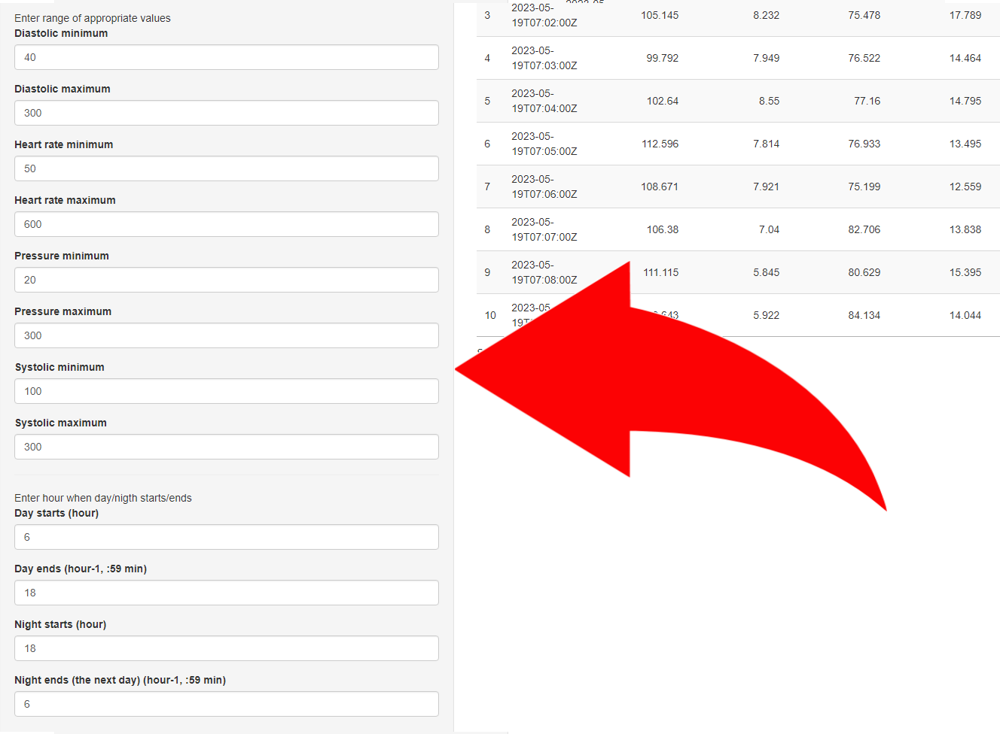 Enter range of appropriate values
Diastolic minimum
40
Diastolic maximum
300
Heart rate minimum
50
Heart rate maximum
600
Pressure minimum
20
Pressure maximum
300
Systolic minimum
100
Systolic maximum
300
Enter hour when day/nigth starts/ends
Day starts (hour)
6
Day ends (hour-1, :59 min)
18
Night starts (hour)
18
Night ends (the next day) (hour-1, :59 min)
6
3 2023-05-19T07:02:00Z 105.145 8.232 75.478 17.789
4 2023-05-19T07:03:00Z 99.792 7.949 76.522 14.464
5 2023-05-19T07:04:00Z 102.64 8.55 77.16 14.795
6 2023-05-19T07:05:00Z 112.596 7.814 76.933 13.495
7 2023-05-19T07:06:00Z 108.671 7.921 75.199 12.559
8 2023-05-19T07:07:00Z 106.38 7.04 82.706 13.838
9 2023-05-19T07:08:00Z 111.115 5.845 80.629 15.395
10 2023-05 5.922 84.134 14.044